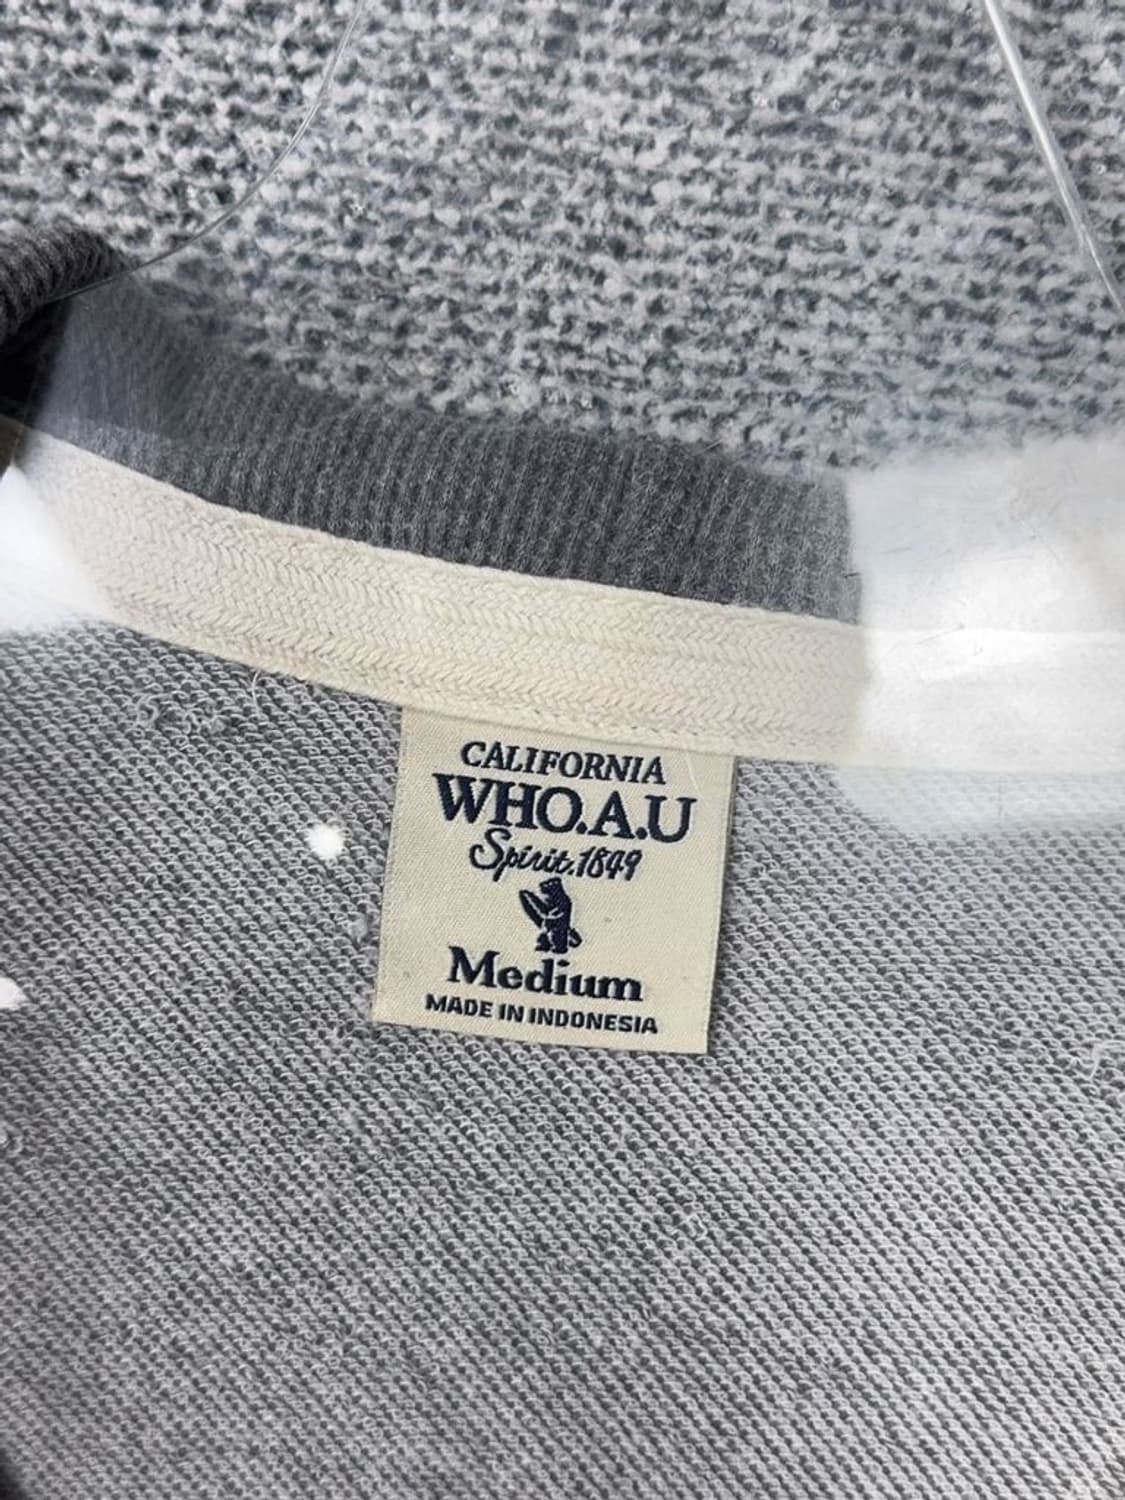 CALIFORNIA
WHO.A.U
Spirit.1849
Medium
MADE IN INDONESIA